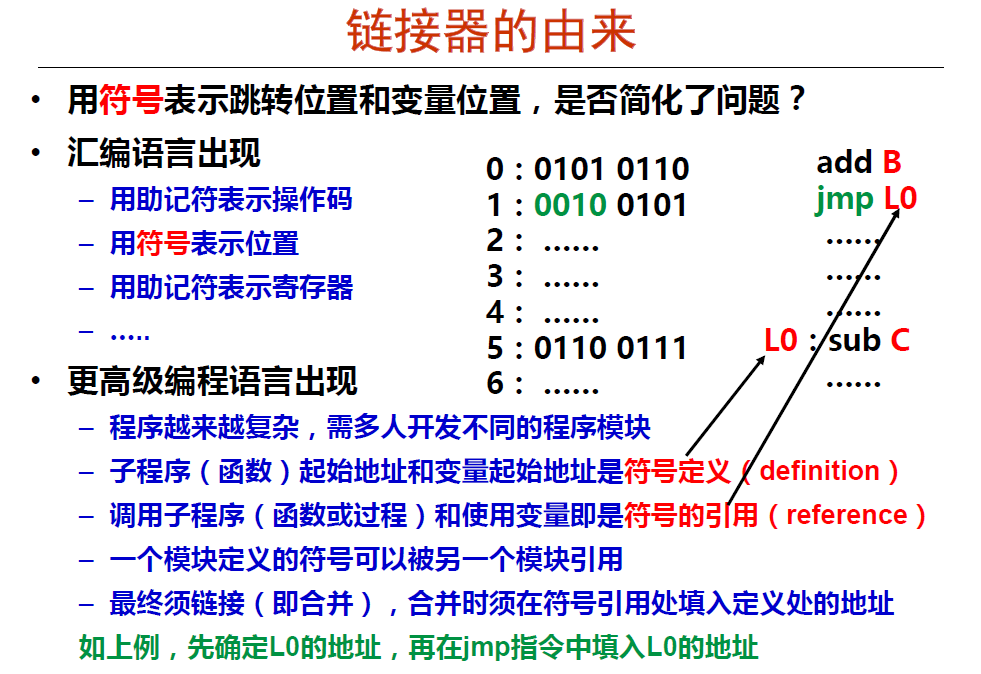 链接器的由来
• 用符号表示跳转位置和变量位置，是否简化了问题？
• 汇编语言出现
– 用助记符表示操作码
– 用符号表示位置
– 用助记符表示寄存器
– …..
0：0101 0110
1：0010 0101
2： ……
3： ……
4： ……
5：0110 0111
6： ……
add B
jmp L0
……
……
……
L0：sub C
……
• 更高级编程语言出现
– 程序越来越复杂，需多人开发不同的程序模块
– 子程序（函数）起始地址和变量起始地址是符号定义（definition）
– 调用子程序（函数或过程）和使用变量即是符号的引用（reference）
– 一个模块定义的符号可以被另一个模块引用
– 最终须链接（即合并），合并时须在符号引用处填入定义处的地址
如上例，先确定L0的地址，再在jmp指令中填入L0的地址